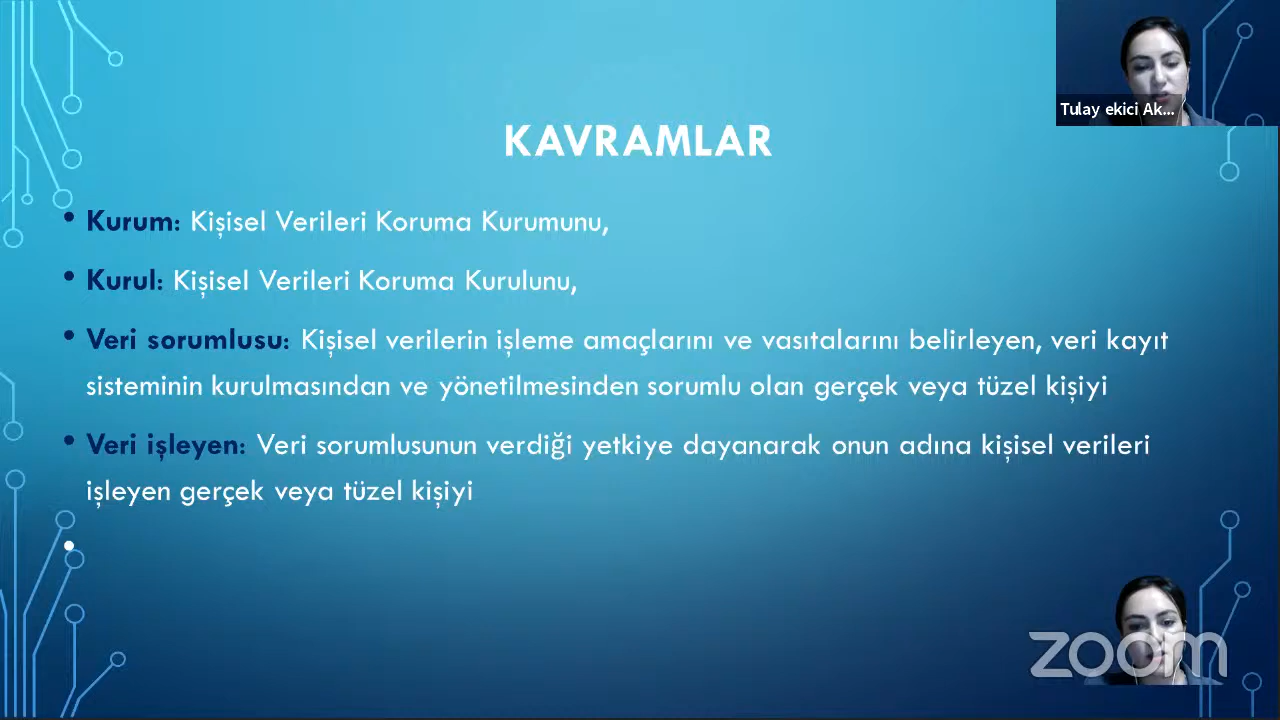 Tulay ekici Ak...
KAVRAMLAR
• Kurum: Kişisel Verileri Koruma Kurumunu,
• Kurul: Kişisel Verileri Koruma Kurulunu,
• Veri sorumlusu: Kişisel verilerin işleme amaçlarını ve vasıtalarını belirleyen, veri kayıt
sisteminin kurulmasından ve yönetilmesinden sorumlu olan gerçek veya tüzel kişiyi
• Veri işleyen: Veri sorumlusunun verdiği yetkiye dayanarak onun adına kişisel verileri
işleyen gerçek veya tüzel kişiyi
•
zoom